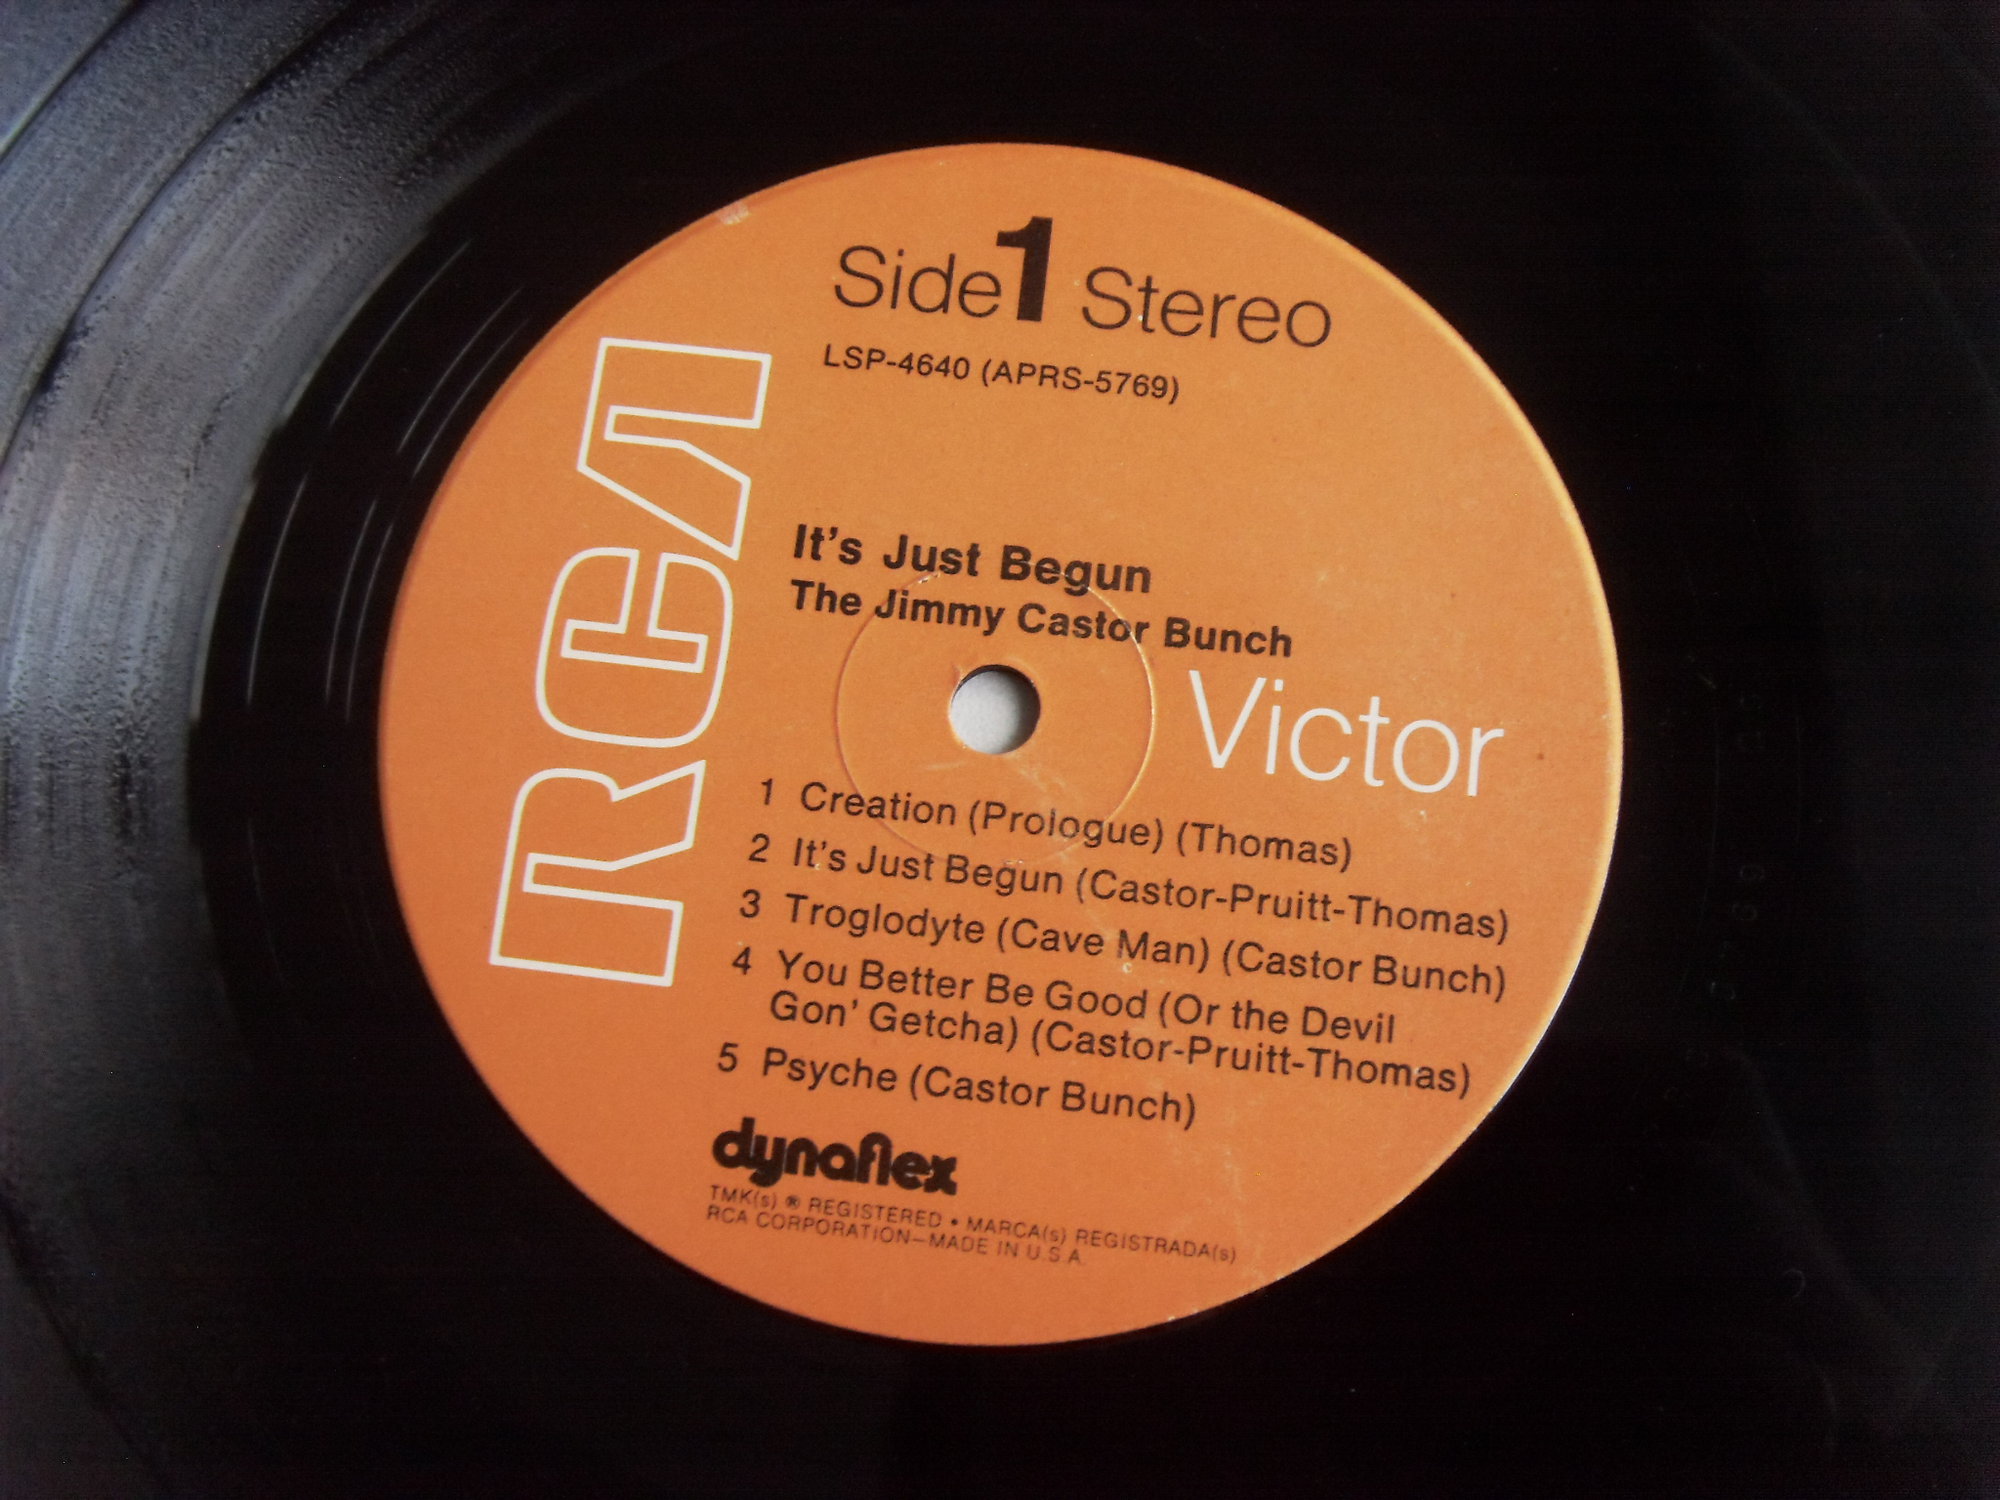 Side 1 Stereo
LSP-4640 (APRS-5769)
RCA
It's Just Begun
The Jimmy Castor Bunch
Victor
1 Creation (Prologue) (Thomas)
2 It's Just Begun (Castor-Pruitt-Thomas)
3 Troglodyte (Cave Man) (Castor Bunch)
4 You Better Be Good (Or the Devil
Gon' Getcha) (Castor-Pruitt-Thomas)
5 Psyche (Castor Bunch)
dynaflex
TMK(s) ® REGISTERED • MARCA(s) REGISTRADA(s)
RCA CORPORATION—MADE IN U.S.A.